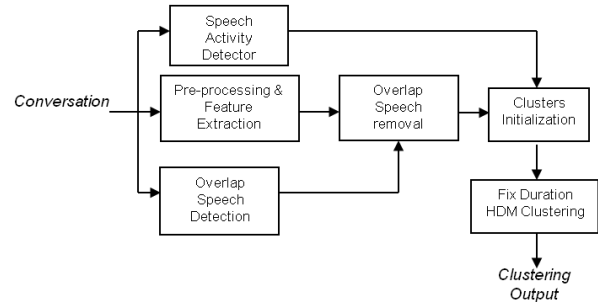 Speech
Activity
Detector
Conversation
Pre-processing &
Feature
Extraction
Overlap
Speech
removal
Clusters
Initialization
Overlap
Speech
Detection
Fix Duration
HDM Clustering
Clustering
Output